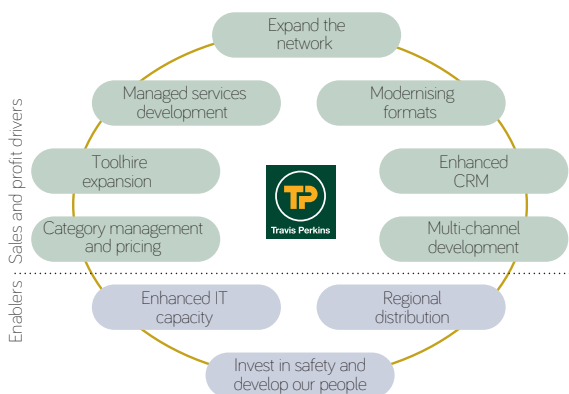 Expand the
network
Managed services
development
Modernising
formats
Toolhire
expansion
Enhanced
CRM
Category management
and pricing
Multi-channel
development
Sales and profit drivers
TP
Travis Perkins
Enablers
Enhanced IT
capacity
Regional
distribution
Invest in safety and
develop our people